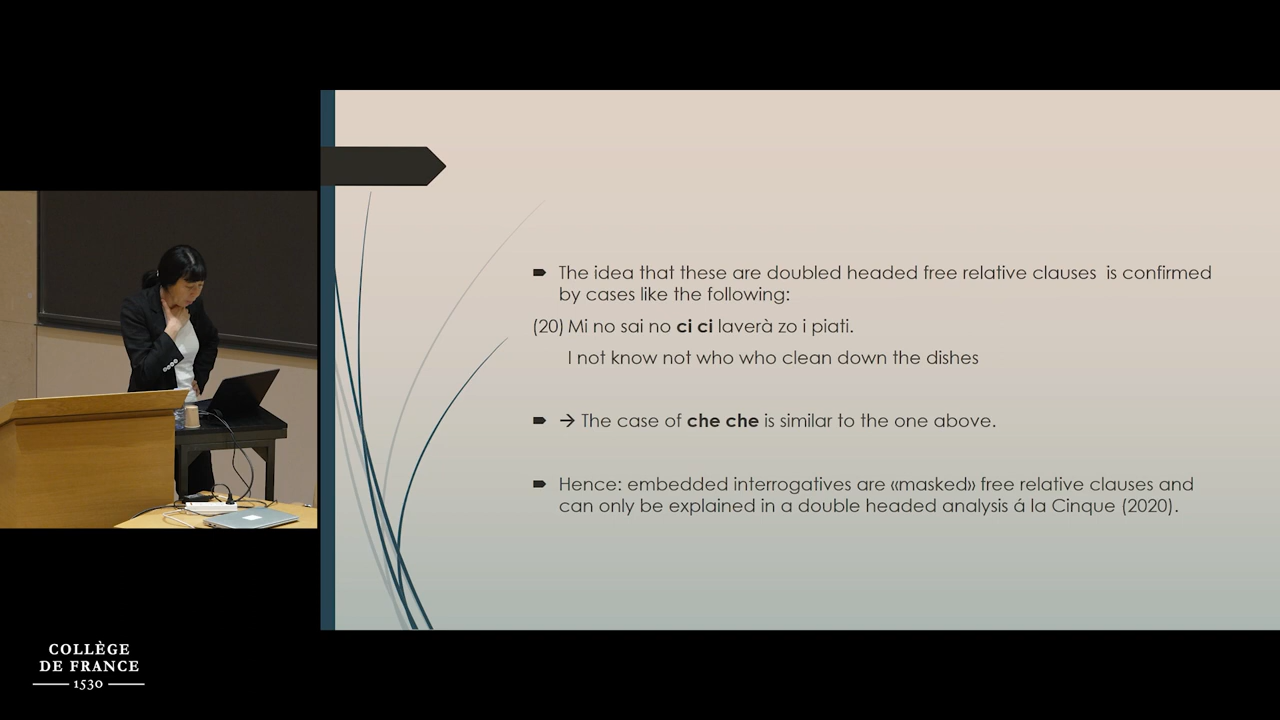 The idea that these are doubled headed free relative clauses is confirmed
by cases like the following:
(20) Mi no sai no ci ci laverà zo i piati.
I not know not who who clean down the dishes
→ The case of che che is similar to the one above.
Hence: embedded interrogatives are «masked» free relative clauses and
can only be explained in a double headed analysis á la Cinque (2020).
COLLÈGE
DE FRANCE
1530